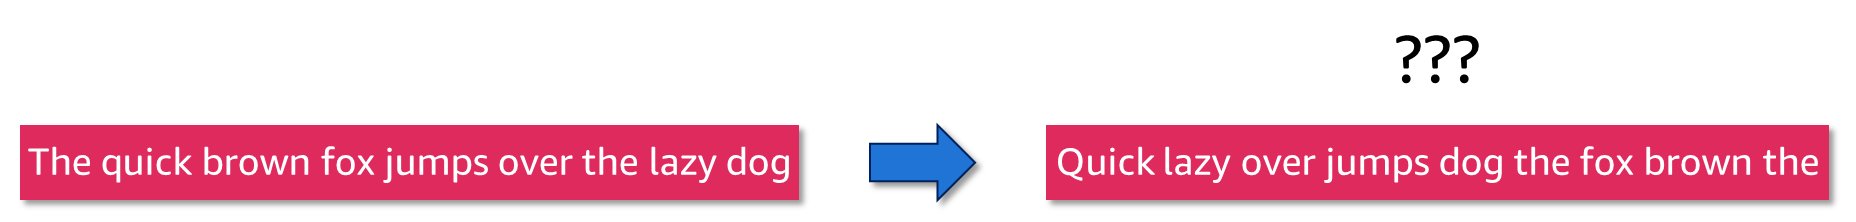 ???
The quick brown fox jumps over the lazy dog
Quick lazy over jumps dog the fox brown the